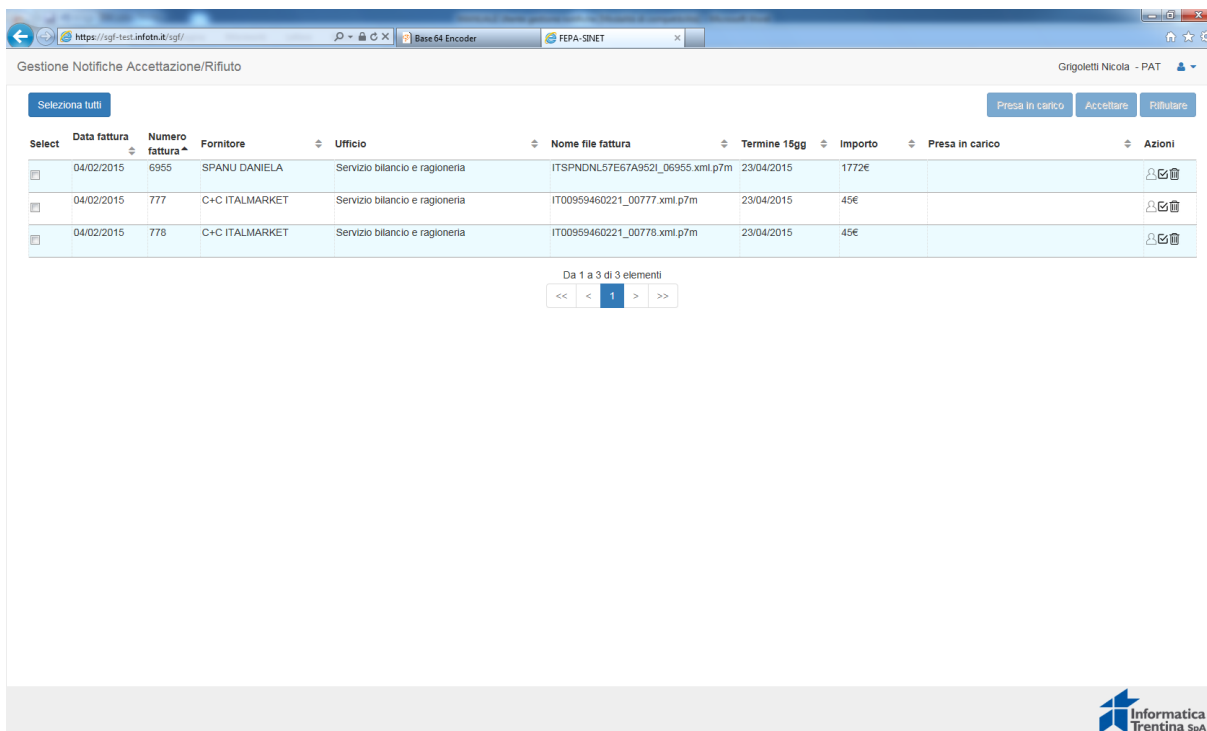 https://sgf-test.infotn.it/sgf/
Base 64 Encoder
FEPA-SINET
Gestione Notifiche Accettazione/Rifiuto
Grigoletti Nicola - PAT
Seleziona tutti
Presa in carico Accettare Rifiutare
Select Data fattura Numero fattura Fornitore Ufficio Nome file fattura Termine 15gg Importo Presa in carico Azioni
04/02/2015 6955 SPANU DANIELA Servizio bilancio e ragioneria ITSPNDNL57E67A952I_06955.xml.p7m 23/04/2015 1772€
04/02/2015 777 C+C ITALMARKET Servizio bilancio e ragioneria IT00959460221_00777.xml.p7m 23/04/2015 45€
04/02/2015 778 C+C ITALMARKET Servizio bilancio e ragioneria IT00959460221_00778.xml.p7m 23/04/2015 45€
Da 1 a 3 di 3 elementi
<< < 1 > >>
Informatica
Trentina SpA